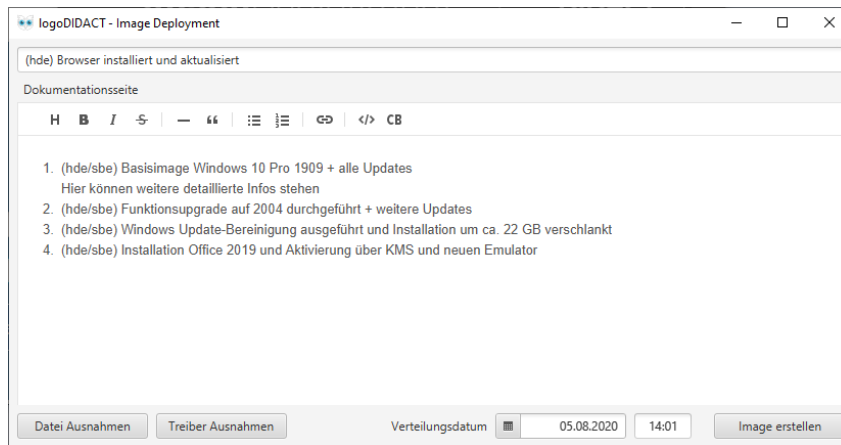 logoDIDACT - Image Deployment
(hde) Browser installiert und aktualisiert
Dokumentationsseite
H B I S — “ </> CB
1. (hde/sbe) Basisimage Windows 10 Pro 1909 + alle Updates
Hier können weitere detaillierte Infos stehen
2. (hde/sbe) Funktionsupgrade auf 2004 durchgeführt + weitere Updates
3. (hde/sbe) Windows Update-Bereinigung ausgeführt und Installation um ca. 22 GB verschlankt
4. (hde/sbe) Installation Office 2019 und Aktivierung über KMS und neuen Emulator
Datei Ausnahmen Treiber Ausnahmen Verteilungsdatum 05.08.2020 14:01 Image erstellen